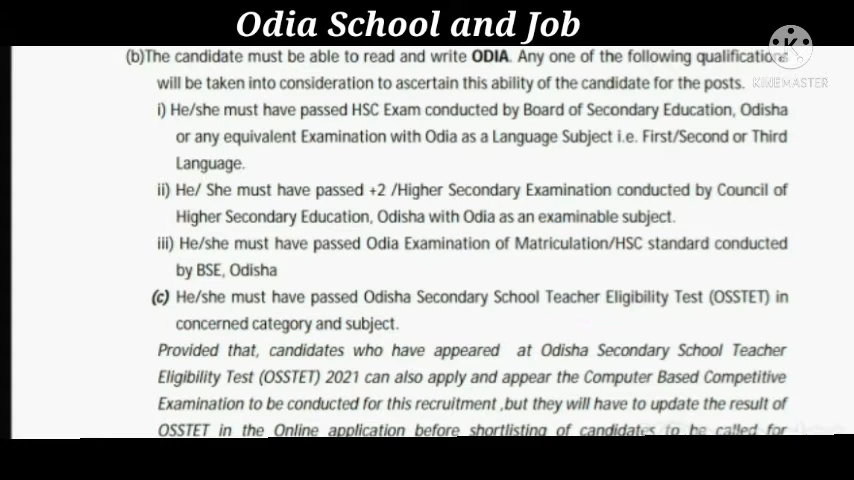 Odia School and Job
(b)The candidate must be able to read and write ODIA. Any one of the following qualifications
KINEMASTER
will be taken into consideration to ascertain this ability of the candidate for the posts.
i) He/she must have passed HSC Exam conducted by Board of Secondary Education, Odisha
or any equivalent Examination with Odia as a Language Subject i.e. First/Second or Third
Language.
ii) He/ She must have passed +2 /Higher Secondary Examination conducted by Council of
Higher Secondary Education, Odisha with Odia as an examinable subject.
iii) He/she must have passed Odia Examination of Matriculation/HSC standard conducted
by BSE, Odisha
(c) He/she must have passed Odisha Secondary School Teacher Eligibility Test (OSSTET) in
concerned category and subject.
Provided that, candidates who have appeared at Odisha Secondary School Teacher
Eligibility Test (OSSTET) 2021 can also apply and appear the Computer Based Competitive
Examination to be conducted for this recruitment ,but they will have to update the result of
OSSTET in the Online application before shortlisting of candidates to be called for